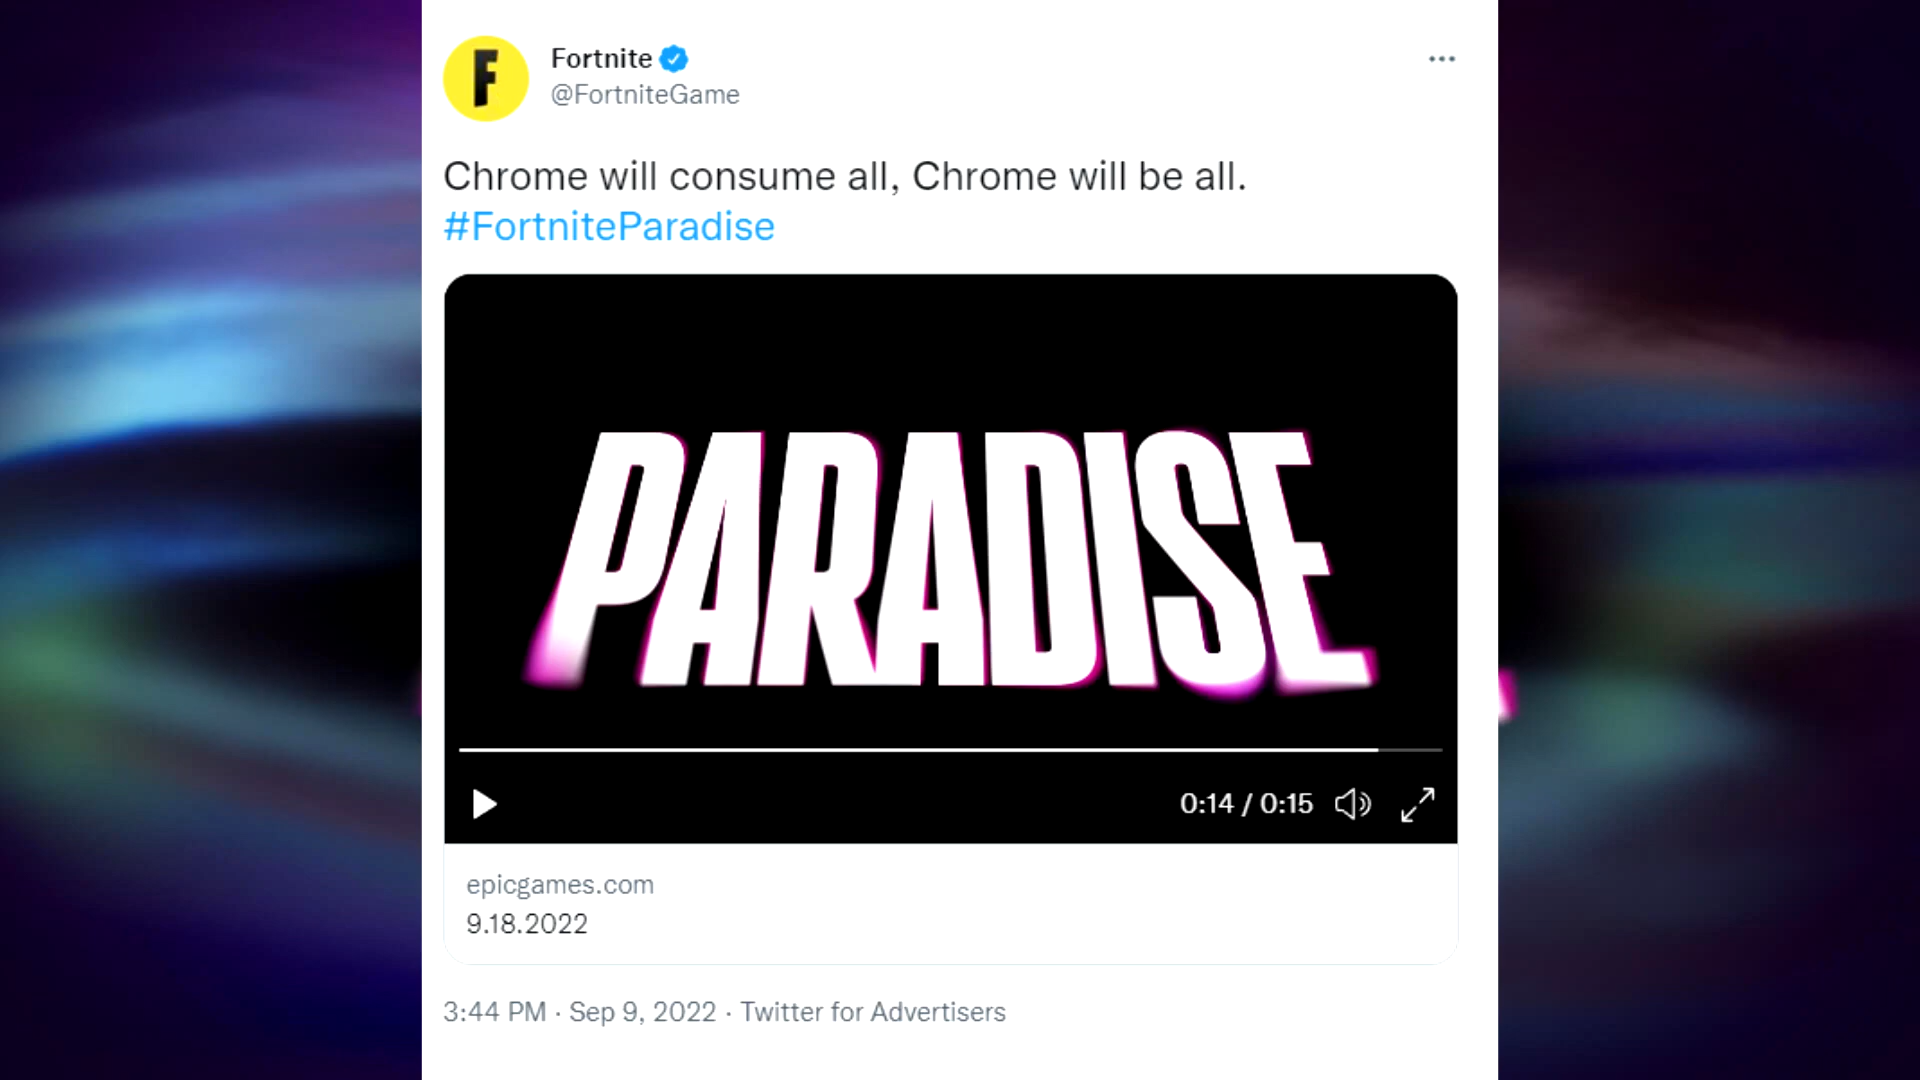 F
Fortnite
@FortniteGame
Chrome will consume all, Chrome will be all.
#FortniteParadise
PARADISE
0:14 / 0:15
epicgames.com
9.18.2022
3:44 PM · Sep 9, 2022 · Twitter for Advertisers